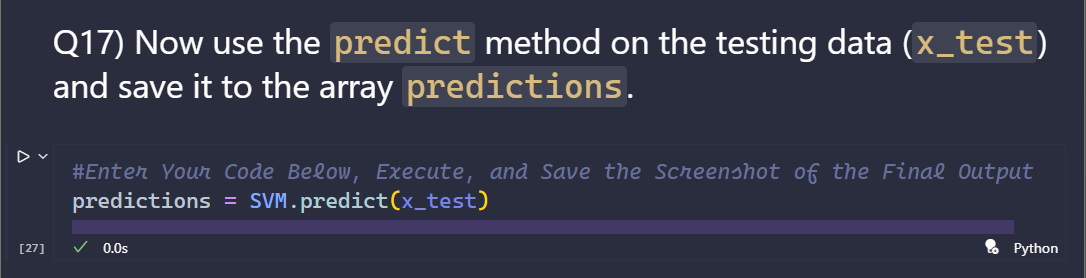 Q17) Now use the predict method on the testing data (x_test)
and save it to the array predictions.
#Enter Your Code Below, Execute, and Save the Screenshot of the Final Output
predictions = SVM.predict(x_test)
[27] 0.0s Python